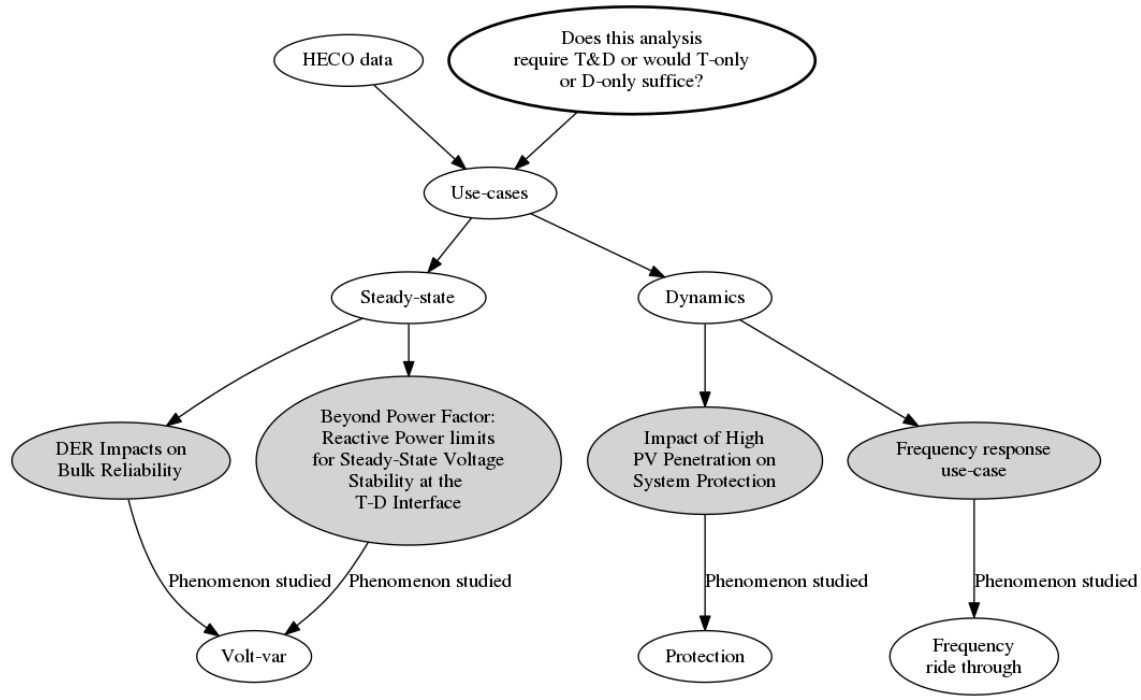 HECO data
Does this analysis
require T&D or would T-only
or D-only suffice?
Use-cases
Steady-state
Dynamics
DER Impacts on
Bulk Reliability
Beyond Power Factor:
Reactive Power limits
for Steady-State Voltage
Stability at the
T-D Interface
Impact of High
PV Penetration on
System Protection
Frequency response
use-case
Phenomenon studied
Phenomenon studied
Phenomenon studied
Phenomenon studied
Volt-var
Protection
Frequency
ride through